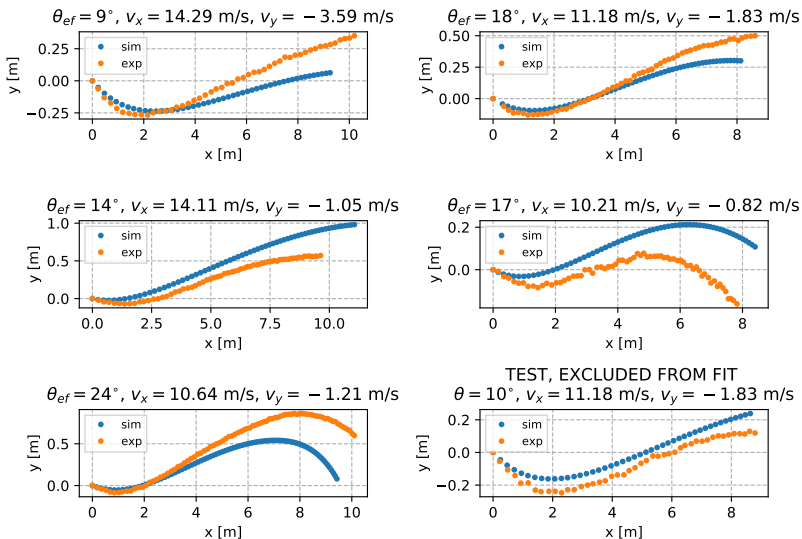 θ_ef = 9°, v_x = 14.29 m/s, v_y = −3.59 m/s
0.25
0.00
−0.25
y [m]
sim
exp
0
2
4
6
8
10
x [m]
θ_ef = 18°, v_x = 11.18 m/s, v_y = −1.83 m/s
0.50
0.25
0.00
y [m]
sim
exp
0
2
4
6
8
x [m]
θ_ef = 14°, v_x = 14.11 m/s, v_y = −1.05 m/s
1.0
0.5
0.0
y [m]
sim
exp
0.0
2.5
5.0
7.5
10.0
x [m]
θ_ef = 17°, v_x = 10.21 m/s, v_y = −0.82 m/s
0.2
0.0
y [m]
sim
exp
0
2
4
6
8
x [m]
θ_ef = 24°, v_x = 10.64 m/s, v_y = −1.21 m/s
0.5
0.0
y [m]
sim
exp
0
2
4
6
8
10
x [m]
TEST, EXCLUDED FROM FIT
θ = 10°, v_x = 11.18 m/s, v_y = −1.83 m/s
0.2
0.0
−0.2
y [m]
sim
exp
0
2
4
6
8
x [m]